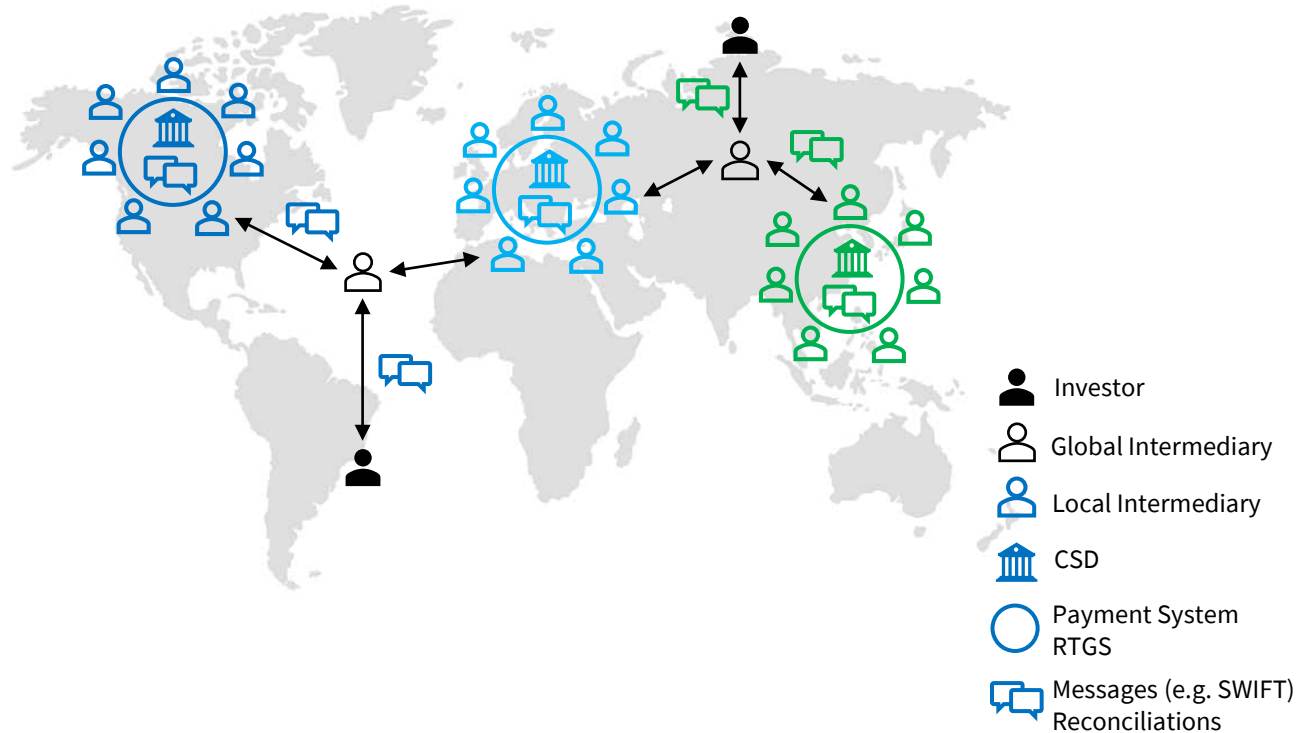 Investor
Global Intermediary
Local Intermediary
CSD
Payment System
RTGS
Messages (e.g. SWIFT)
Reconciliations